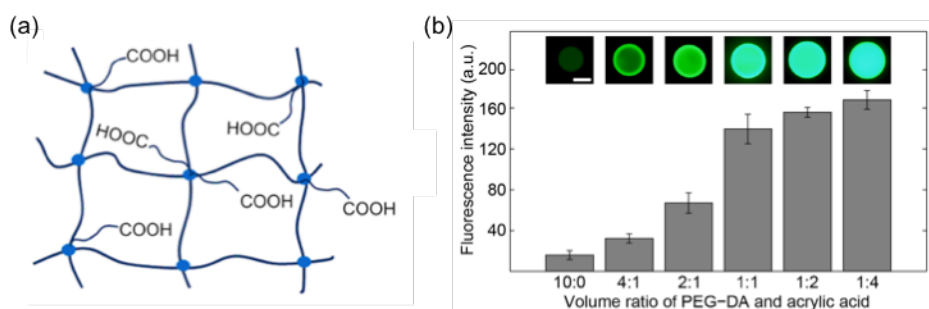 (a)
COOH
HOOC
HOOC
COOH
COOH
COOH
(b)
Fluorescence intensity (a.u.)
200
160
120
80
40
10:0 4:1 2:1 1:1 1:2 1:4
Volume ratio of PEG-DA and acrylic acid